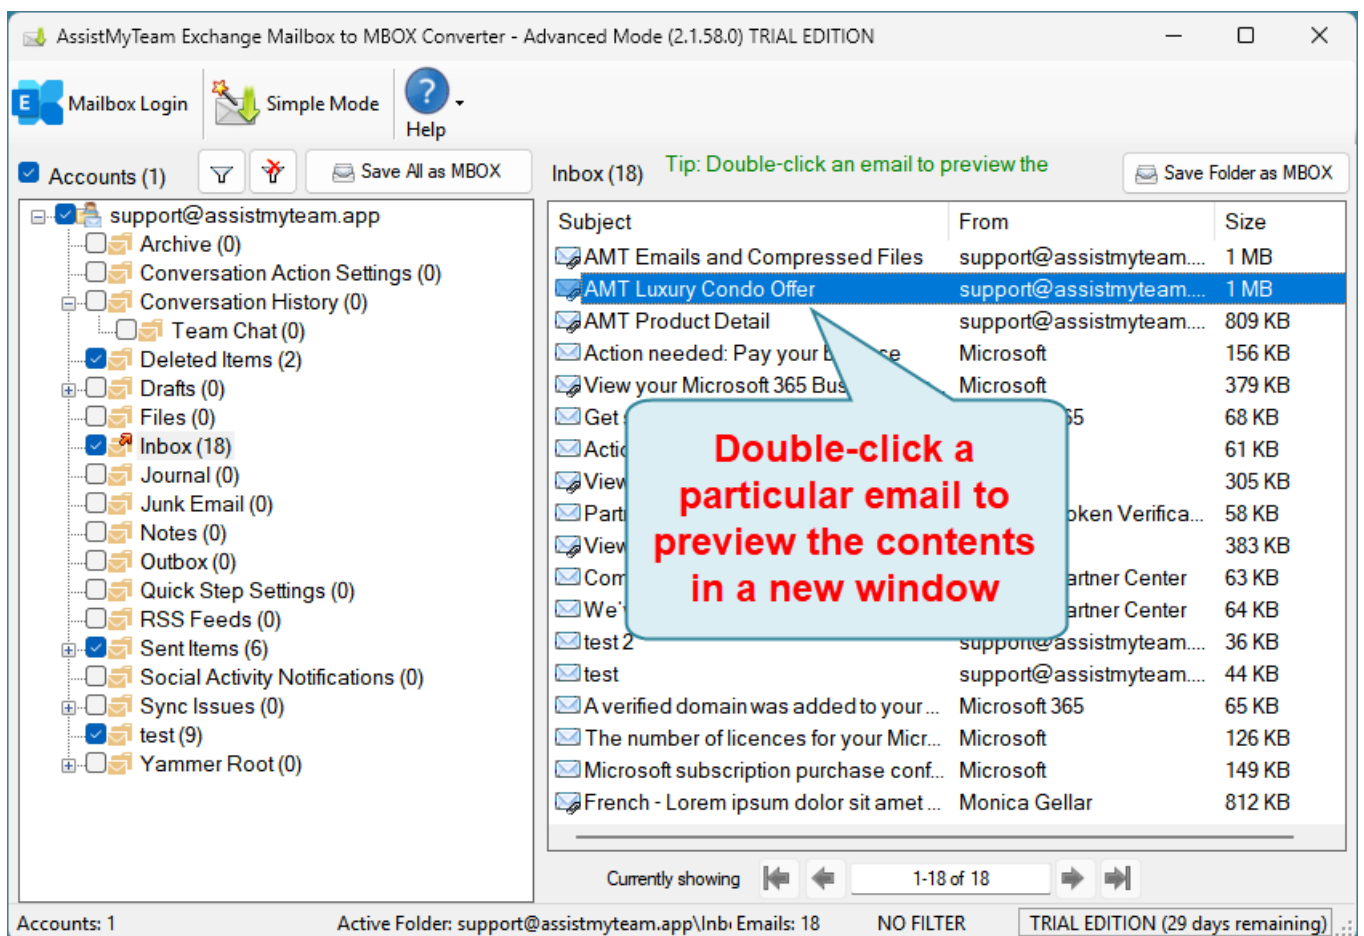 AssistMyTeam Exchange Mailbox to MBOX Converter - Advanced Mode (2.1.58.0) TRIAL EDITION
Mailbox Login
Simple Mode
Help
Accounts (1)
Save All as MBOX
Inbox (18)
Tip: Double-click an email to preview the
Save Folder as MBOX
support@assistmyteam.app
Archive (0)
Conversation Action Settings (0)
Conversation History (0)
Team Chat (0)
Deleted Items (2)
Drafts (0)
Files (0)
Inbox (18)
Journal (0)
Junk Email (0)
Notes (0)
Outbox (0)
Quick Step Settings (0)
RSS Feeds (0)
Sent Items (6)
Social Activity Notifications (0)
Sync Issues (0)
test (9)
Yammer Root (0)
Subject From Size
AMT Emails and Compressed Files support@assistmyteam.... 1 MB
AMT Luxury Condo Offer support@assistmyteam.... 1 MB
AMT Product Detail support@assistmyteam.... 809 KB
Action needed: Pay your Microsoft 156 KB
View your Microsoft 365 Bus Microsoft 379 KB
Get 68 KB
61 KB
View 305 KB
oken Verifica... 58 KB
View 383 KB
Com artner Center 63 KB
We' artner Center 64 KB
test 2 support@assistmyteam.... 36 KB
test support@assistmyteam.... 44 KB
A verified domain was added to your ... Microsoft 365 65 KB
The number of licences for your Micr... Microsoft 126 KB
Microsoft subscription purchase conf... Microsoft 149 KB
French - Lorem ipsum dolor sit amet ... Monica Gellar 812 KB
Double-click a
particular email to
preview the contents
in a new window
Currently showing 1-18 of 18
Accounts: 1 Active Folder: support@assistmyteam.app\Inb Emails: 18 NO FILTER TRIAL EDITION (29 days remaining)